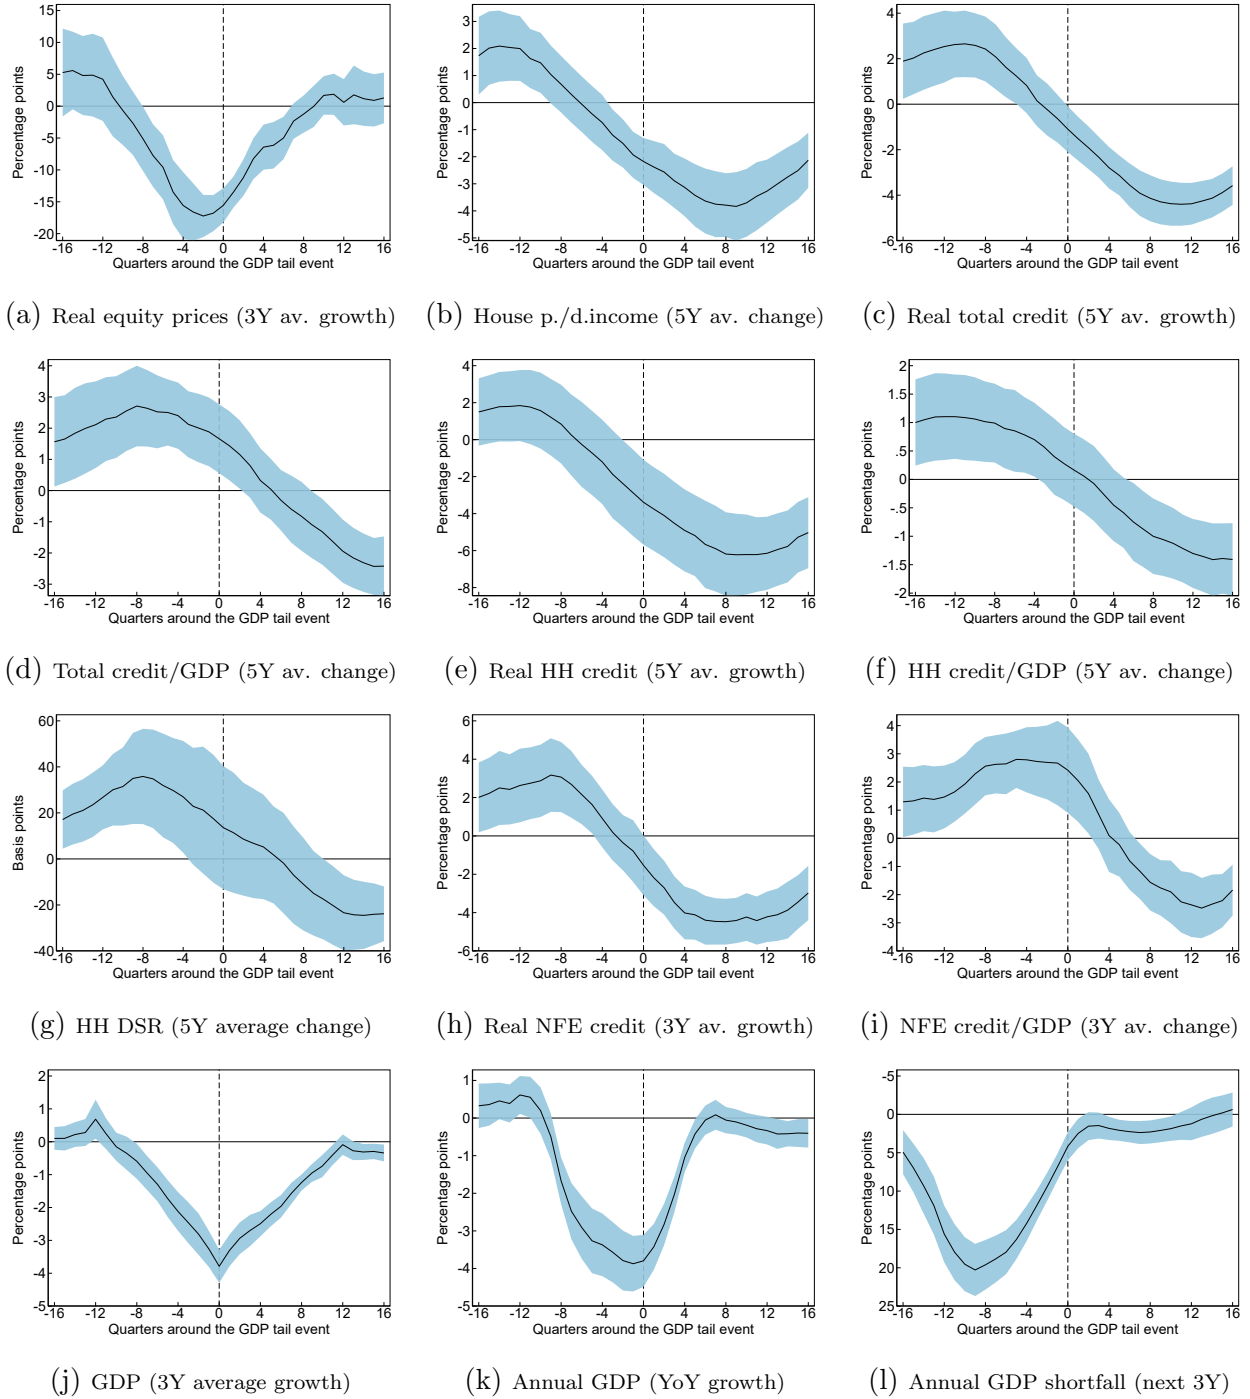 15
10
5
0
-5
-10
-15
-20
Percentage points
-16 -12 -8 -4 0 4 8 12 16
Quarters around the GDP tail event
(a) Real equity prices (3Y av. growth)
3
2
1
0
-1
-2
-3
-4
-5
Percentage points
-16 -12 -8 -4 0 4 8 12 16
Quarters around the GDP tail event
(b) House p./d.income (5Y av. change)
4
2
0
-2
-4
-6
Percentage points
-16 -12 -8 -4 0 4 8 12 16
Quarters around the GDP tail event
(c) Real total credit (5Y av. growth)
4
3
2
1
0
-1
-2
-3
Percentage points
-16 -12 -8 -4 0 4 8 12 16
Quarters around the GDP tail event
(d) Total credit/GDP (5Y av. change)
4
2
0
-2
-4
-6
-8
Percentage points
-16 -12 -8 -4 0 4 8 12 16
Quarters around the GDP tail event
(e) Real HH credit (5Y av. growth)
2
1.5
1
.5
0
-.5
-1
-1.5
-2
Percentage points
-16 -12 -8 -4 0 4 8 12 16
Quarters around the GDP tail event
(f) HH credit/GDP (5Y av. change)
60
40
20
0
-20
-40
Basis points
-16 -12 -8 -4 0 4 8 12 16
Quarters around the GDP tail event
(g) HH DSR (5Y average change)
6
4
2
0
-2
-4
-6
Percentage points
-16 -12 -8 -4 0 4 8 12 16
Quarters around the GDP tail event
(h) Real NFE credit (3Y av. growth)
4
3
2
1
0
-1
-2
-3
-4
Percentage points
-16 -12 -8 -4 0 4 8 12 16
Quarters around the GDP tail event
(i) NFE credit/GDP (3Y av. change)
2
1
0
-1
-2
-3
-4
-5
Percentage points
-16 -12 -8 -4 0 4 8 12 16
Quarters around the GDP tail event
(j) GDP (3Y average growth)
1
0
-1
-2
-3
-4
-5
Percentage points
-16 -12 -8 -4 0 4 8 12 16
Quarters around the GDP tail event
(k) Annual GDP (YoY growth)
-5
0
5
10
15
20
25
Percentage points
-16 -12 -8 -4 0 4 8 12 16
Quarters around the GDP tail event
(l) Annual GDP shortfall (next 3Y)